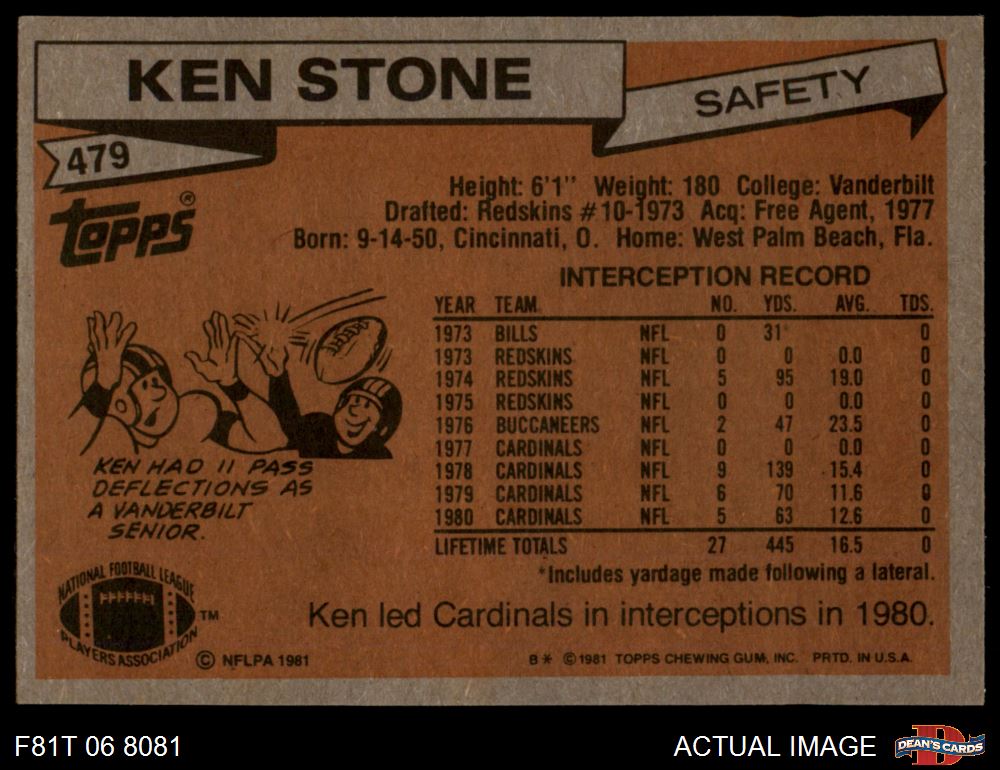 KEN STONE
SAFETY
479
TOPPS®
Height: 6'1" Weight: 180 College: Vanderbilt
Drafted: Redskins #10-1973 Acq: Free Agent, 1977
Born: 9-14-50, Cincinnati, O. Home: West Palm Beach, Fla.
INTERCEPTION RECORD
YEAR TEAM NO. YDS. AVG. TDS.
1973 BILLS NFL 0 31* 0
1973 REDSKINS NFL 0 0 0.0 0
1974 REDSKINS NFL 5 95 19.0 0
1975 REDSKINS NFL 0 0 0.0 0
1976 BUCCANEERS NFL 2 47 23.5 0
1977 CARDINALS NFL 0 0 0.0 0
1978 CARDINALS NFL 9 139 15.4 0
1979 CARDINALS NFL 6 70 11.6 0
1980 CARDINALS NFL 5 63 12.6 0
LIFETIME TOTALS 27 445 16.5 0
*Includes yardage made following a lateral.
KEN HAD 11 PASS
DEFLECTIONS AS
A VANDERBILT
SENIOR.
Ken led Cardinals in interceptions in 1980.
NATIONAL FOOTBALL LEAGUE
PLAYERS ASSOCIATION
TM
© NFLPA 1981
B* ©1981 TOPPS CHEWING GUM, INC. PRTD. IN U.S.A.
F81T 06 8081
ACTUAL IMAGE
D
DEAN'S CARDS